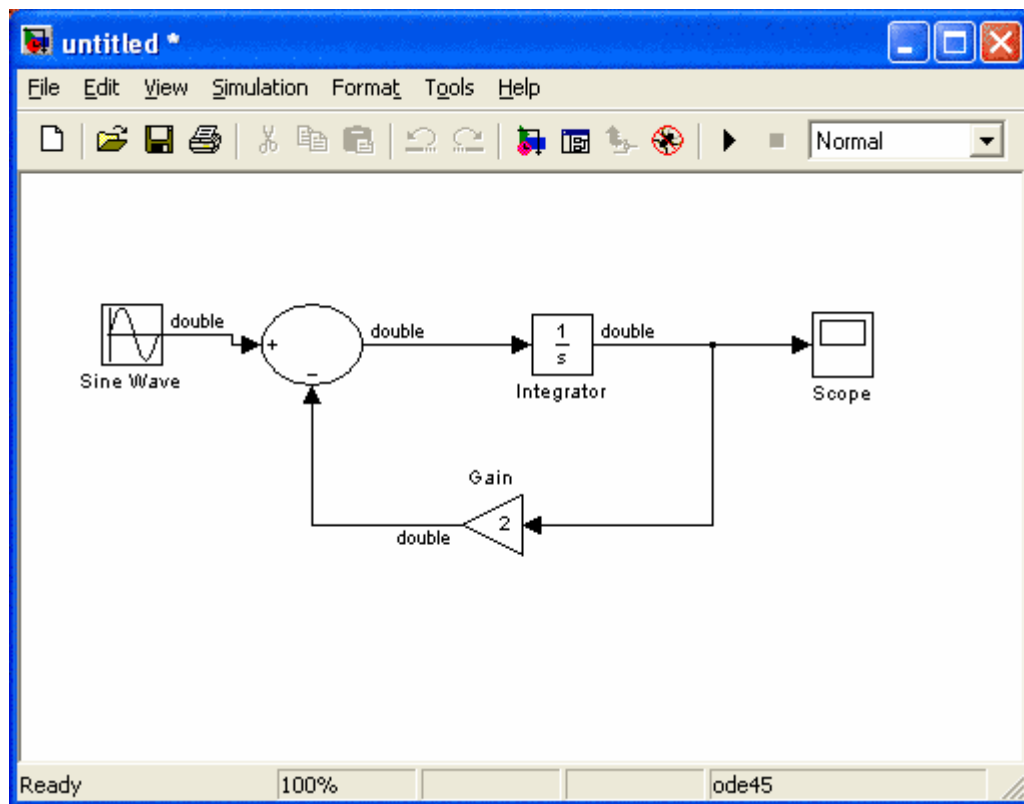 untitled *
File Edit View Simulation Format Tools Help
Normal
double
double
double
+
1
s
−
Sine Wave
Integrator
Scope
Gain
2
double
Ready 100% ode45